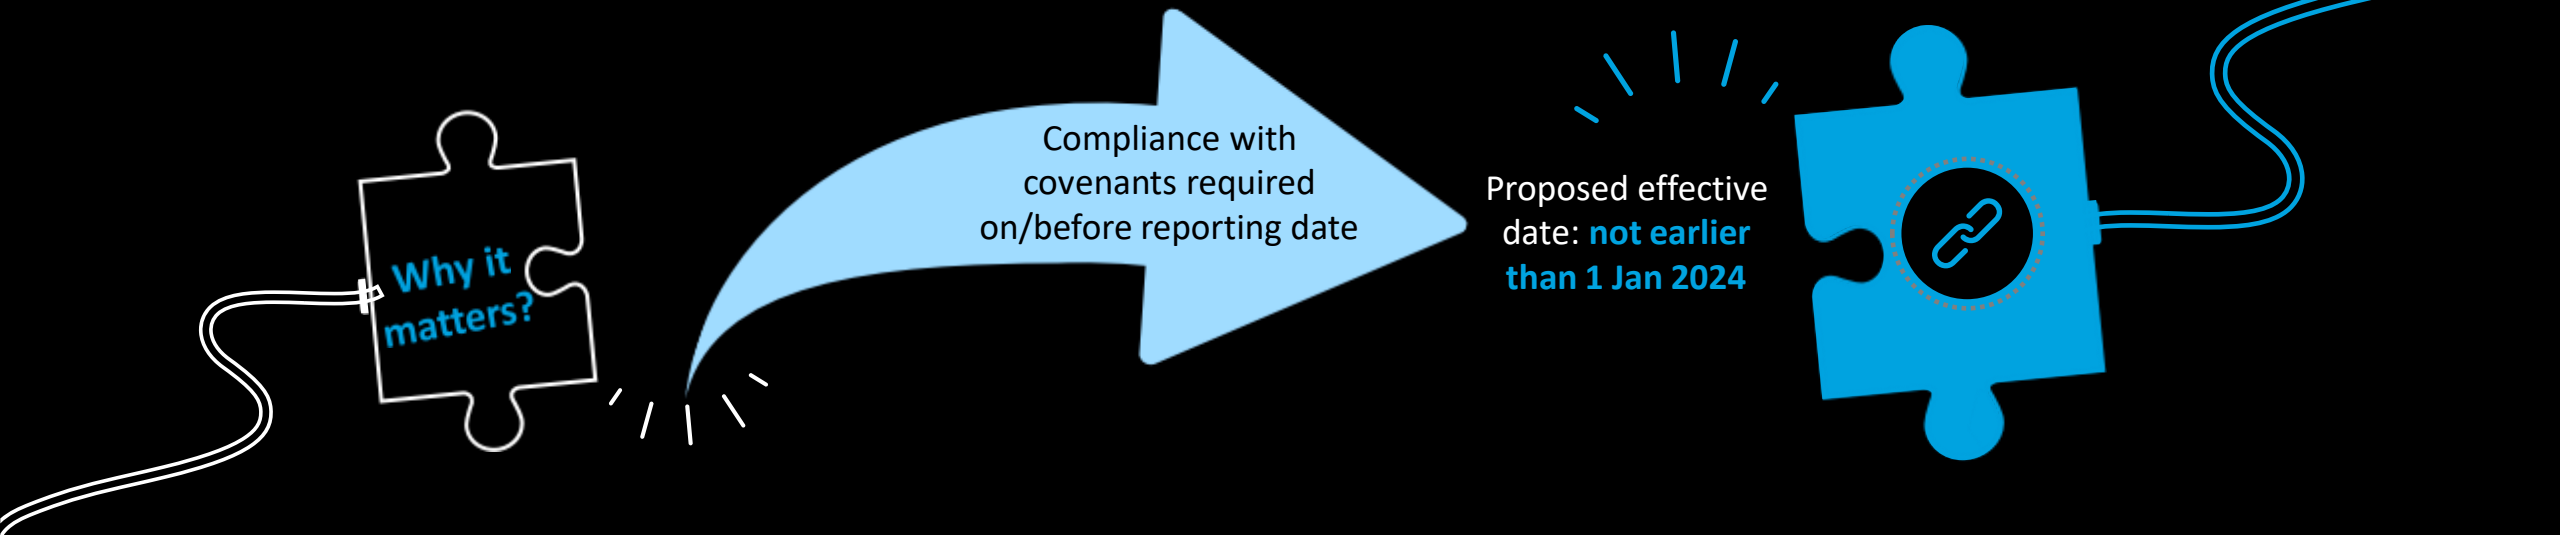 Why it
matters?
Compliance with
covenants required
on/before reporting date
Proposed effective
date: not earlier
than 1 Jan 2024